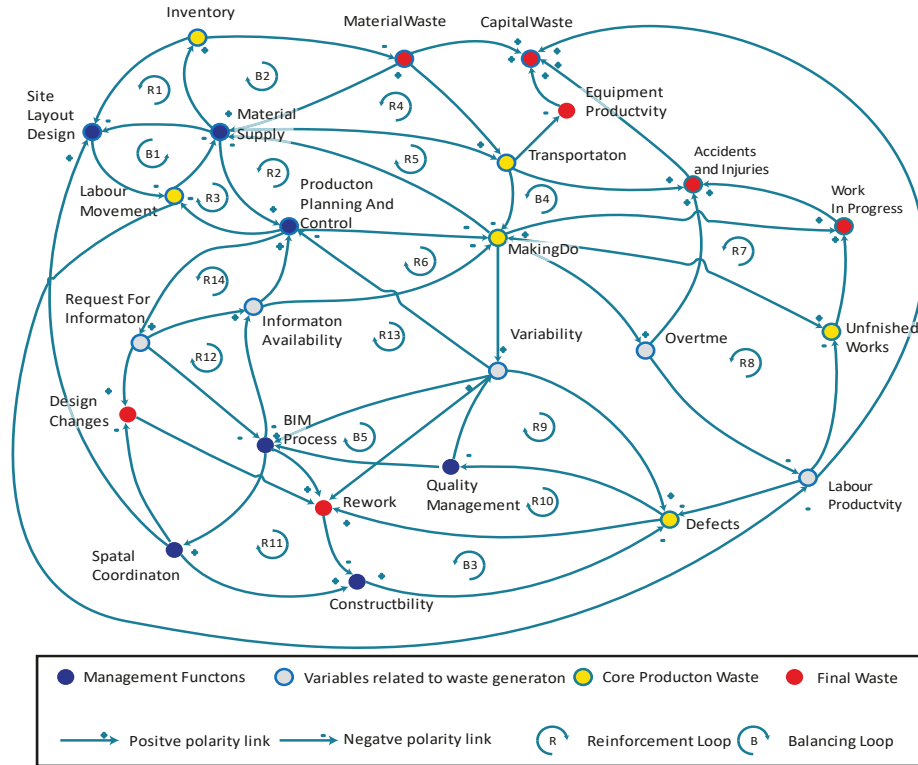 Inventory
MaterialWaste
CapitalWaste
R1
B2
R4
Equipment
Productvity
Site
Layout
Design
Material
Supply
B1
R2
R5
Transportaton
Accidents
and Injuries
Labour
Movement
R3
Producton
Planning And
Control
B4
Work
In Progress
R14
R6
MakingDo
R7
Request For
Informaton
Informaton
Availability
R13
Variability
Overtme
Unfnished
Works
R12
R8
Design
Changes
BIM
Process
B5
R9
Quality
Management
Rework
R10
Defects
Labour
Productvity
Spatal
Coordinaton
R11
B3
Constructbility
Management Functons
Variables related to waste generaton
Core Producton Waste
Final Waste
Positve polarity link
Negatve polarity link
R
Reinforcement Loop
B
Balancing Loop